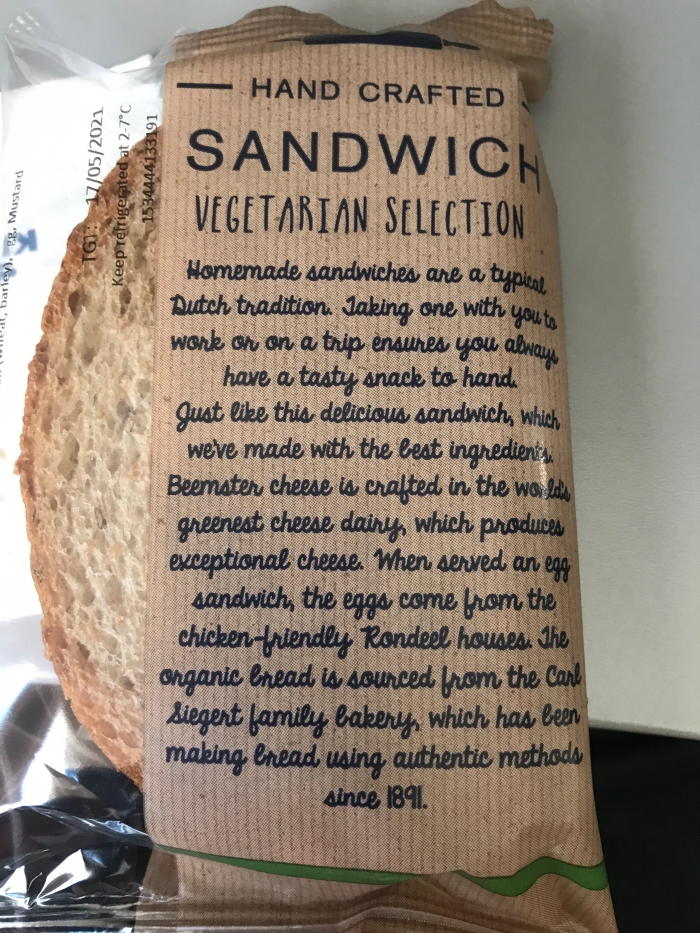 HAND CRAFTED
SANDWICH
VEGETARIAN SELECTION
Homemade sandwiches are a typical
Dutch tradition. Taking one with you to
work or on a trip ensures you always
have a tasty snack to hand.
Just like this delicious sandwich, which
we've made with the best ingredients.
Beemster cheese is crafted in the world's
greenest cheese dairy, which produces
exceptional cheese. When served an egg
sandwich, the eggs come from the
chicken-friendly Rondeel houses. The
organic bread is sourced from the Carl
Siegert family bakery, which has been
making bread using authentic methods
since 1891.
TGT: 17/05/2021
Keep refrigerated at 2-7°C
1534444133191
(wheat, barley), Egg, Mustard